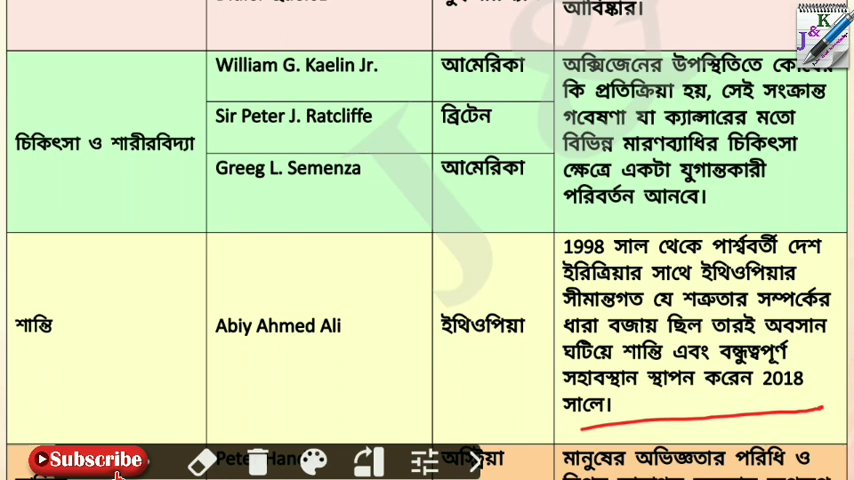 আবিষ্কার।
J & K
চিকিৎসা ও শারীরবিদ্যা
William G. Kaelin Jr.
আমেরিকা
Sir Peter J. Ratcliffe
ব্রিটেন
Greeg L. Semenza
আমেরিকা
অক্সিজেনের উপস্থিতিতে
কি প্রতিক্রিয়া হয়, সেই সংক্রান্ত
গবেষণা যা ক্যান্সারের মতো
বিভিন্ন মারণব্যাধির চিকিৎসা
ক্ষেত্রে একটা যুগান্তকারী
পরিবর্তন আনবে।
শান্তি
Abiy Ahmed Ali
ইথিওপিয়া
1998 সাল থেকে পার্শ্ববর্তী দেশ
ইরিত্রিয়ার সাথে ইথিওপিয়ার
সীমান্তগত যে শত্রুতার সম্পর্কের
ধারা বজায় ছিল তারই অবসান
ঘটিয়ে শান্তি এবং বন্ধুত্বপূর্ণ
সহাবস্থান স্থাপন করেন 2018
সালে।
Subscribe
Peter
মানুষের অভিজ্ঞতার পরিধি ও